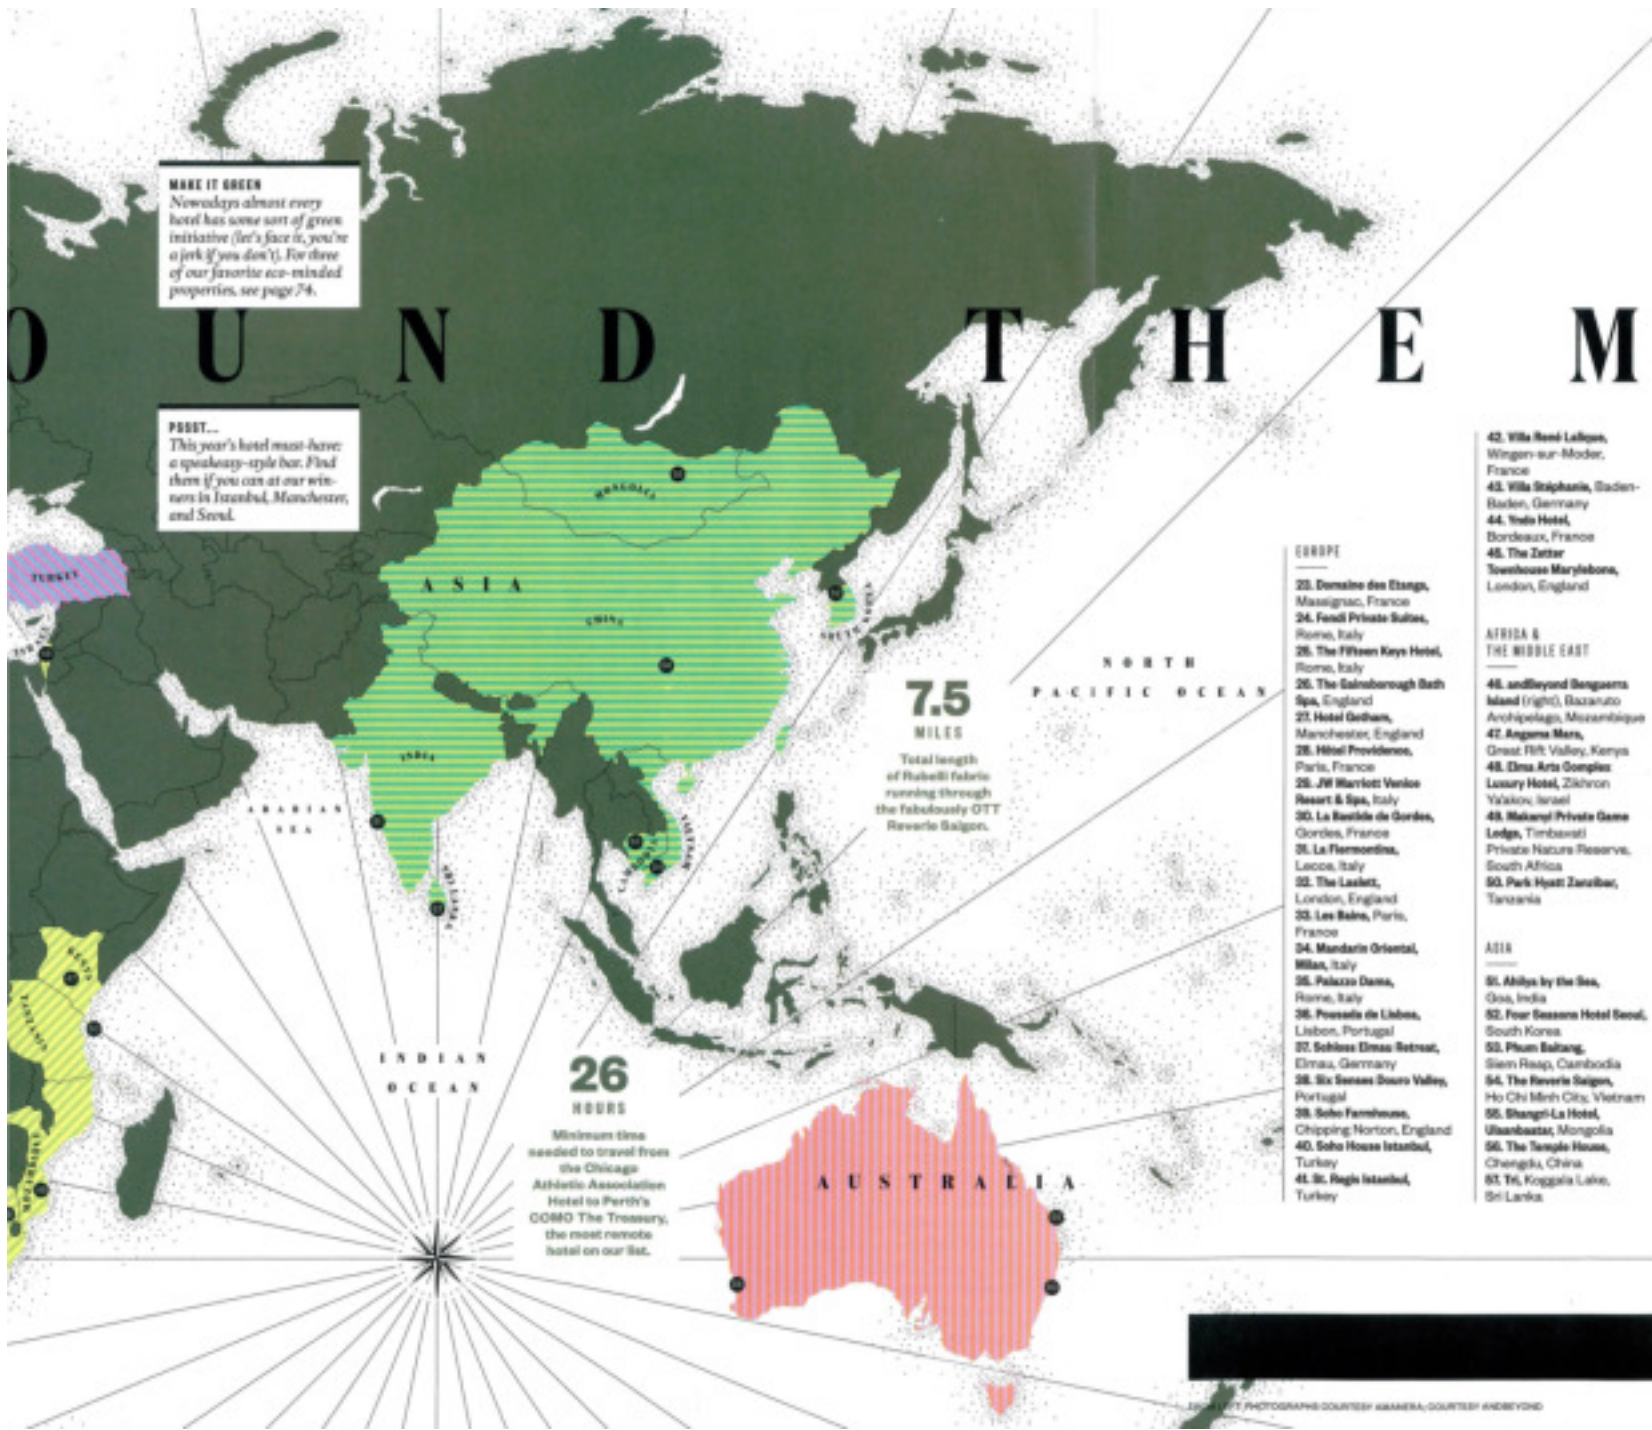 MAKE IT GREEN
Nowadays almost every
hotel has some sort of green
initiative (let's face it, you're
a jerk if you don't). For three
of our favorite eco-minded
properties, see page 74.
OUND THEM
PSSST...
This year's hotel must-have:
a speakeasy-style bar. Find
them if you can at our win-
ners in Istanbul, Manchester,
and Seoul.
MONGOLIA
TURKEY
ASIA
CHINA
SOUTH KOREA
ISRAEL
INDIA
ARABIAN
SEA
VIETNAM
CAMBODIA
SRI LANKA
KENYA
TANZANIA
INDIAN
OCEAN
NORTH
PACIFIC OCEAN
7.5
MILES
Total length
of Rubelli fabric
running through
the fabulously OTT
Reverie Saigon.
26
HOURS
Minimum time
needed to travel from
the Chicago
Athletic Association
Hotel to Perth's
COMO The Treasury,
the most remote
hotel on our list.
AUSTRALIA
EUROPE
23. Domaine des Etangs,
Massignac, France
24. Fendi Private Suites,
Rome, Italy
25. The Fifteen Keys Hotel,
Rome, Italy
26. The Gainsborough Bath
Spa, England
27. Hotel Gotham,
Manchester, England
28. Hôtel Providence,
Paris, France
29. JW Marriott Venice
Resort & Spa, Italy
30. La Bastide de Gordes,
Gordes, France
31. La Fiermontina,
Lecce, Italy
32. The Laslett,
London, England
33. Les Bains, Paris,
France
34. Mandarin Oriental,
Milan, Italy
35. Palazzo Dama,
Rome, Italy
36. Pousada de Lisboa,
Lisbon, Portugal
37. Schloss Elmau Retreat,
Elmau, Germany
38. Six Senses Douro Valley,
Portugal
39. Soho Farmhouse,
Chipping Norton, England
40. Soho House Istanbul,
Turkey
41. St. Regis Istanbul,
Turkey
42. Villa René Lalique,
Wingen-sur-Moder,
France
43. Villa Stéphanie, Baden-
Baden, Germany
44. Yndo Hotel,
Bordeaux, France
45. The Zetter
Townhouse Marylebone,
London, England
AFRICA &
THE MIDDLE EAST
46. andBeyond Benguerra
Island (right), Bazaruto
Archipelago, Mozambique
47. Angama Mara,
Great Rift Valley, Kenya
48. Elma Arts Complex
Luxury Hotel, Zikhron
Ya'akov, Israel
49. Makanyi Private Game
Lodge, Timbavati
Private Nature Reserve,
South Africa
50. Park Hyatt Zanzibar,
Tanzania
ASIA
51. Ahilya by the Sea,
Goa, India
52. Four Seasons Hotel Seoul,
South Korea
53. Phum Baitang,
Siem Reap, Cambodia
54. The Reverie Saigon,
Ho Chi Minh City, Vietnam
55. Shangri-La Hotel,
Ulaanbaatar, Mongolia
56. The Temple House,
Chengdu, China
57. Tri, Koggala Lake,
Sri Lanka
PHOTOGRAPHS COURTESY AMANERA; COURTESY ANDBEYOND